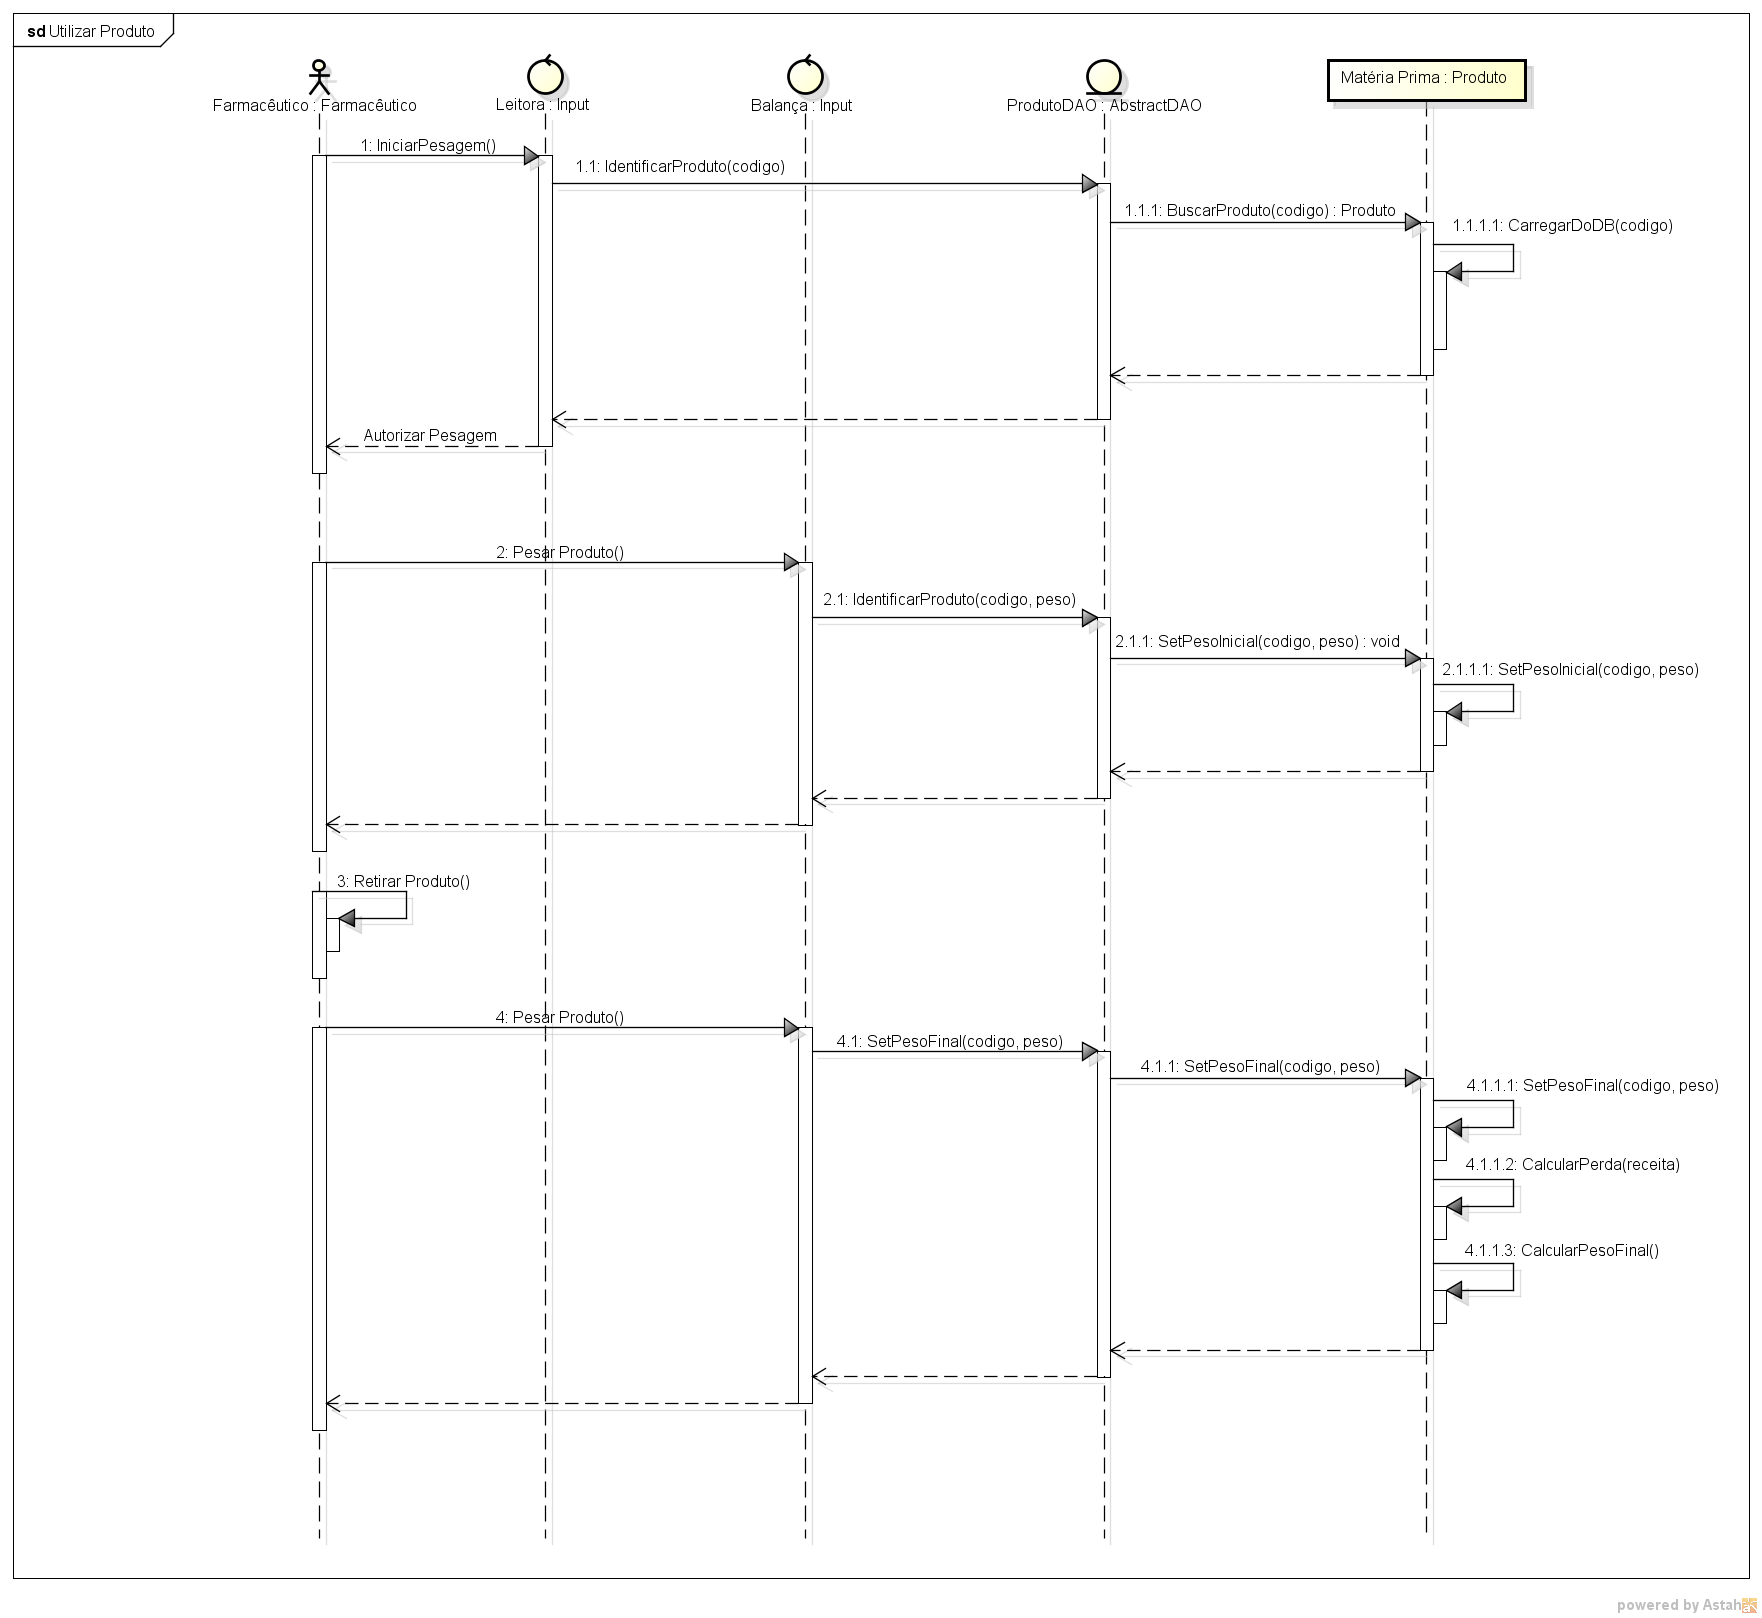 sd Utilizar Produto
Farmacêutico : Farmacêutico
Leitora : Input
Balança : Input
ProdutoDAO : AbstractDAO
Matéria Prima : Produto
1: IniciarPesagem()
1.1: IdentificarProduto(codigo)
1.1.1: BuscarProduto(codigo) : Produto
1.1.1.1: CarregarDoDB(codigo)
Autorizar Pesagem
2: Pesar Produto()
2.1: IdentificarProduto(codigo, peso)
2.1.1: SetPesoInicial(codigo, peso) : void
2.1.1.1: SetPesoInicial(codigo, peso)
3: Retirar Produto()
4: Pesar Produto()
4.1: SetPesoFinal(codigo, peso)
4.1.1: SetPesoFinal(codigo, peso)
4.1.1.1: SetPesoFinal(codigo, peso)
4.1.1.2: CalcularPerda(receita)
4.1.1.3: CalcularPesoFinal()
powered by Astah